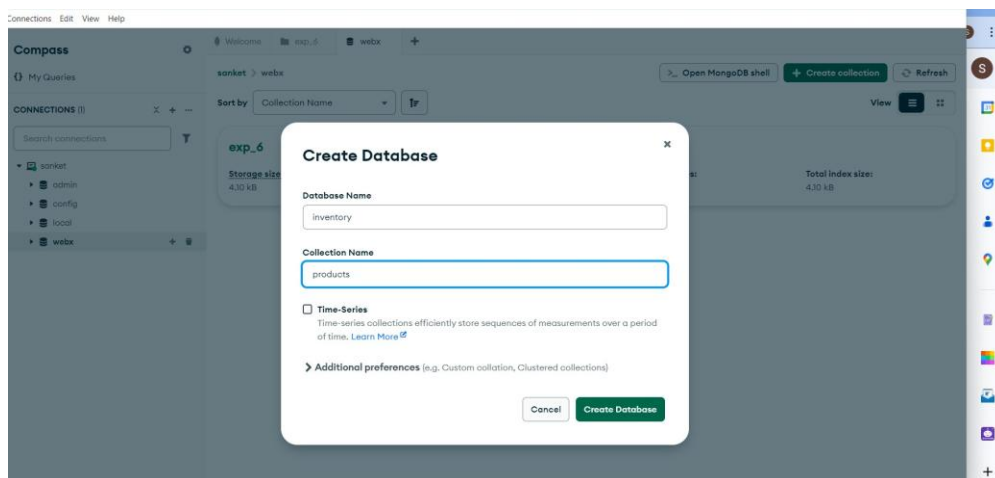 Connections Edit View Help
Compass
Welcome exp_6 webx +
{} My Queries
sanket > webx
>_ Open MongoDB shell + Create collection Refresh
CONNECTIONS (1)
Sort by Collection Name
View
Search connections
sanket
admin
config
local
webx
exp_6
Storage size
4.10 kB
Total index size:
4.10 kB
Create Database
Database Name
inventory
Collection Name
products
Time-Series
Time-series collections efficiently store sequences of measurements over a period
of time. Learn More
Additional preferences (e.g. Custom collation, Clustered collections)
Cancel Create Database
S
31